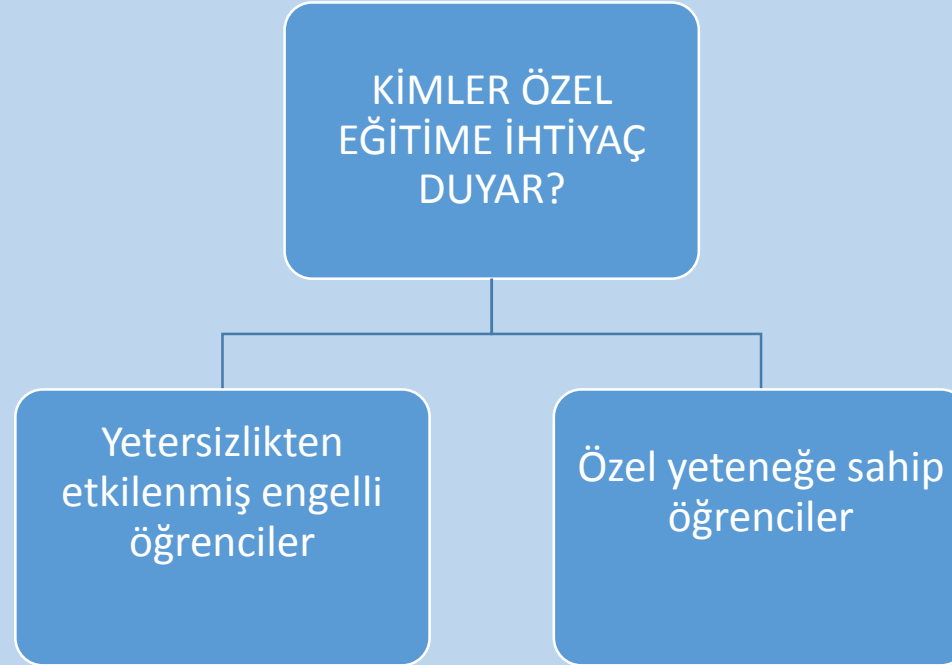 KİMLER ÖZEL
EĞİTİME İHTİYAÇ
DUYAR?
Yetersizlikten
etkilenmiş engelli
öğrenciler
Özel yeteneğe sahip
öğrenciler